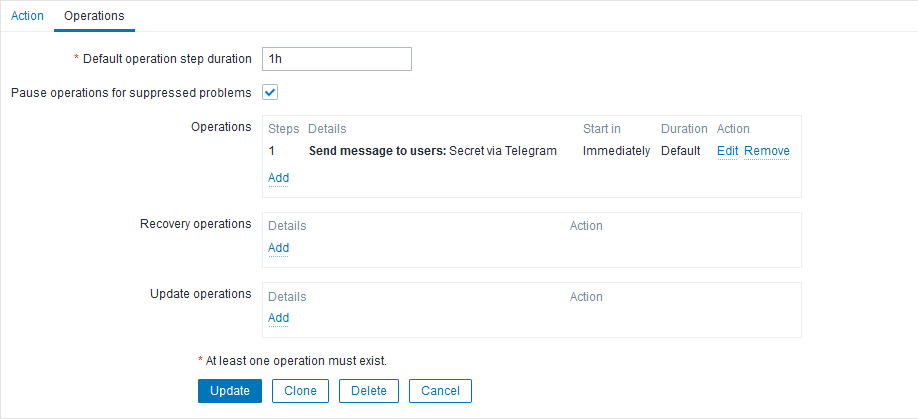 Action Operations
* Default operation step duration 1h
Pause operations for suppressed problems
Operations Steps Details Start in Duration Action
1 Send message to users: Secret via Telegram Immediately Default Edit Remove
Add
Recovery operations Details Action
Add
Update operations Details Action
Add
* At least one operation must exist.
Update Clone Delete Cancel